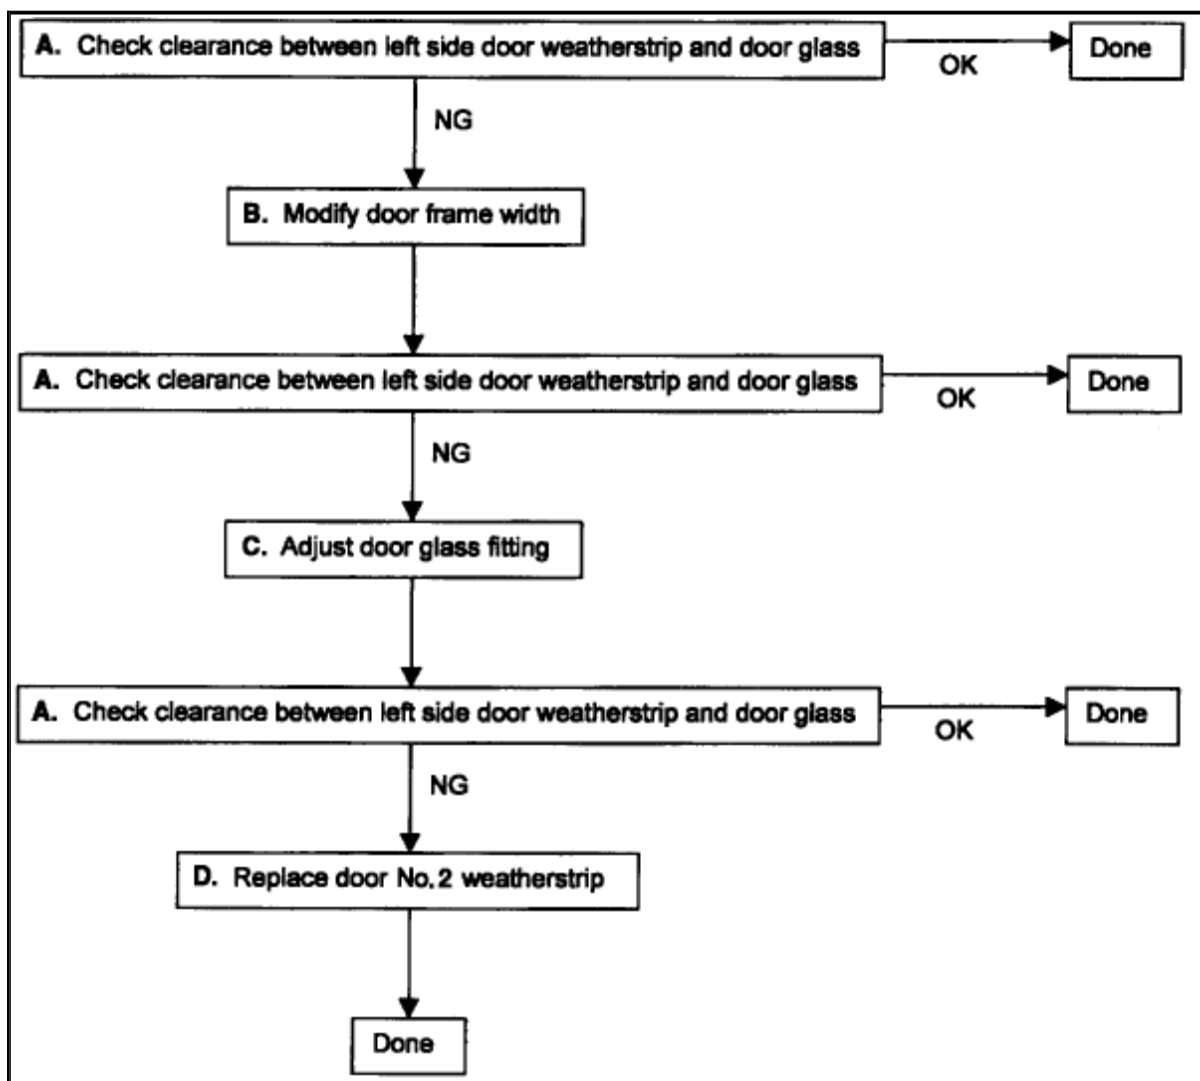 A. Check clearance between left side door weatherstrip and door glass
OK
Done
NG
B. Modify door frame width
A. Check clearance between left side door weatherstrip and door glass
OK
Done
NG
C. Adjust door glass fitting
A. Check clearance between left side door weatherstrip and door glass
OK
Done
NG
D. Replace door No.2 weatherstrip
Done